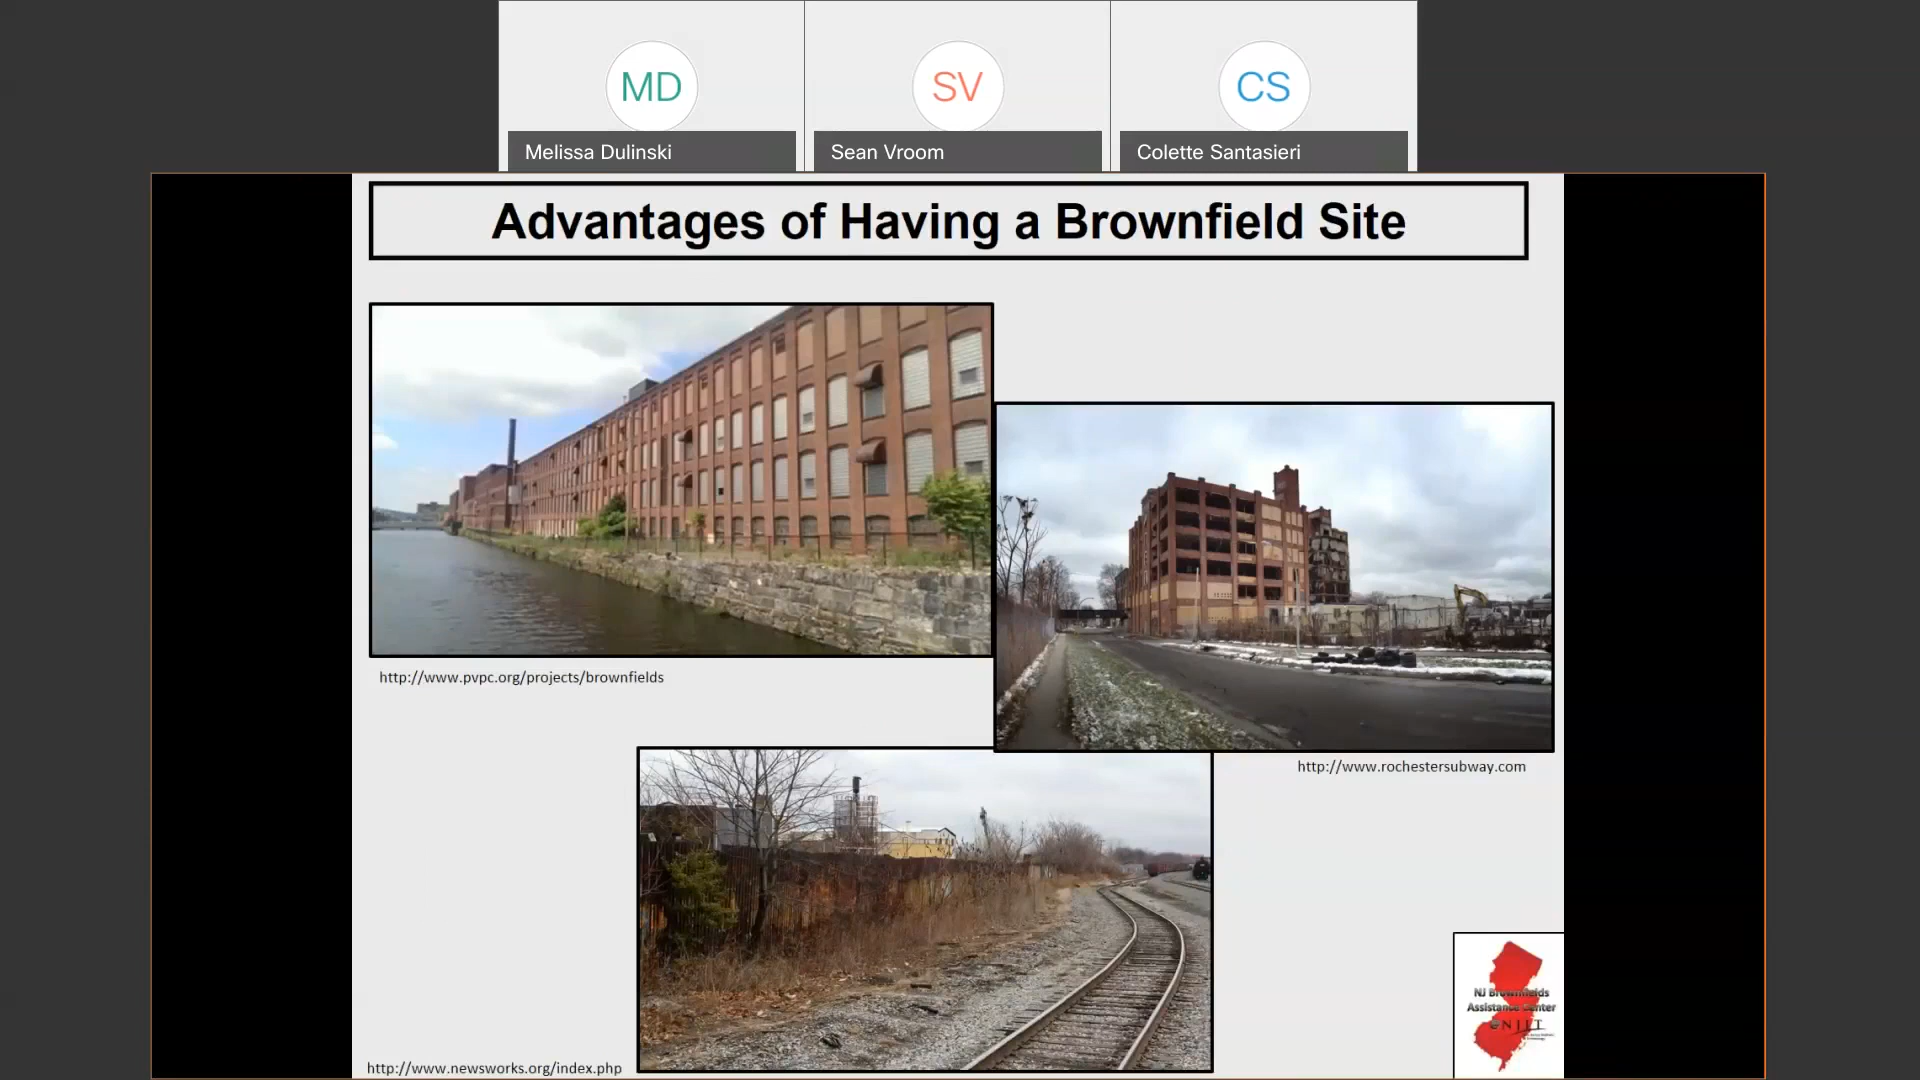 MD
SV
CS
Melissa Dulinski
Sean Vroom
Colette Santasieri
Advantages of Having a Brownfield Site
http://www.pvpc.org/projects/brownfields
http://www.rochestersubway.com
http://www.newsworks.org/index.php
NJ Brownfields
Assistance Center
@NJIT